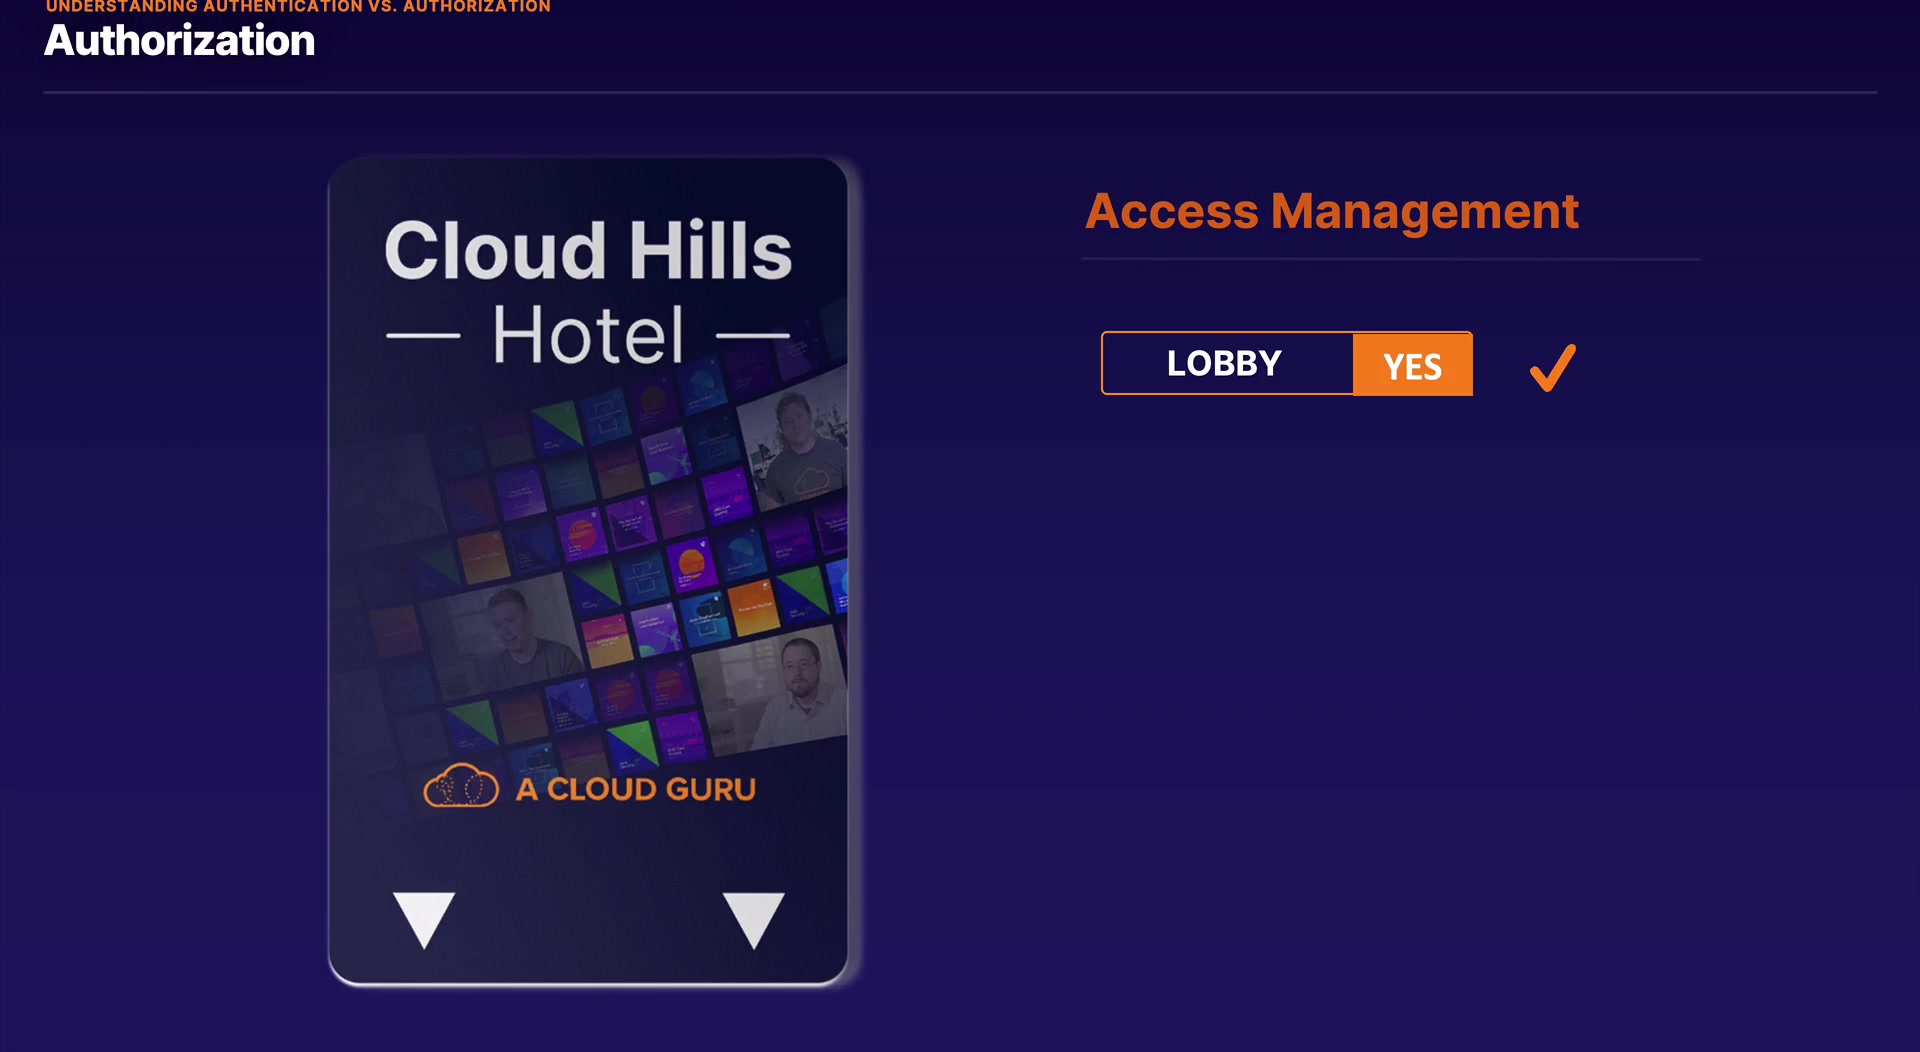 UNDERSTANDING AUTHENTICATION VS. AUTHORIZATION
Authorization
Cloud Hills
Hotel
A CLOUD GURU
Access Management
LOBBY YES